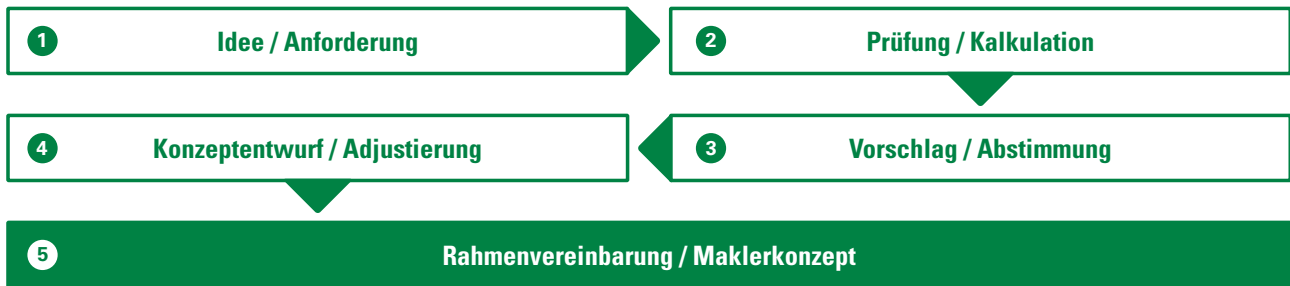 1 Idee / Anforderung
2 Prüfung / Kalkulation
3 Vorschlag / Abstimmung
4 Konzeptentwurf / Adjustierung
5 Rahmenvereinbarung / Maklerkonzept